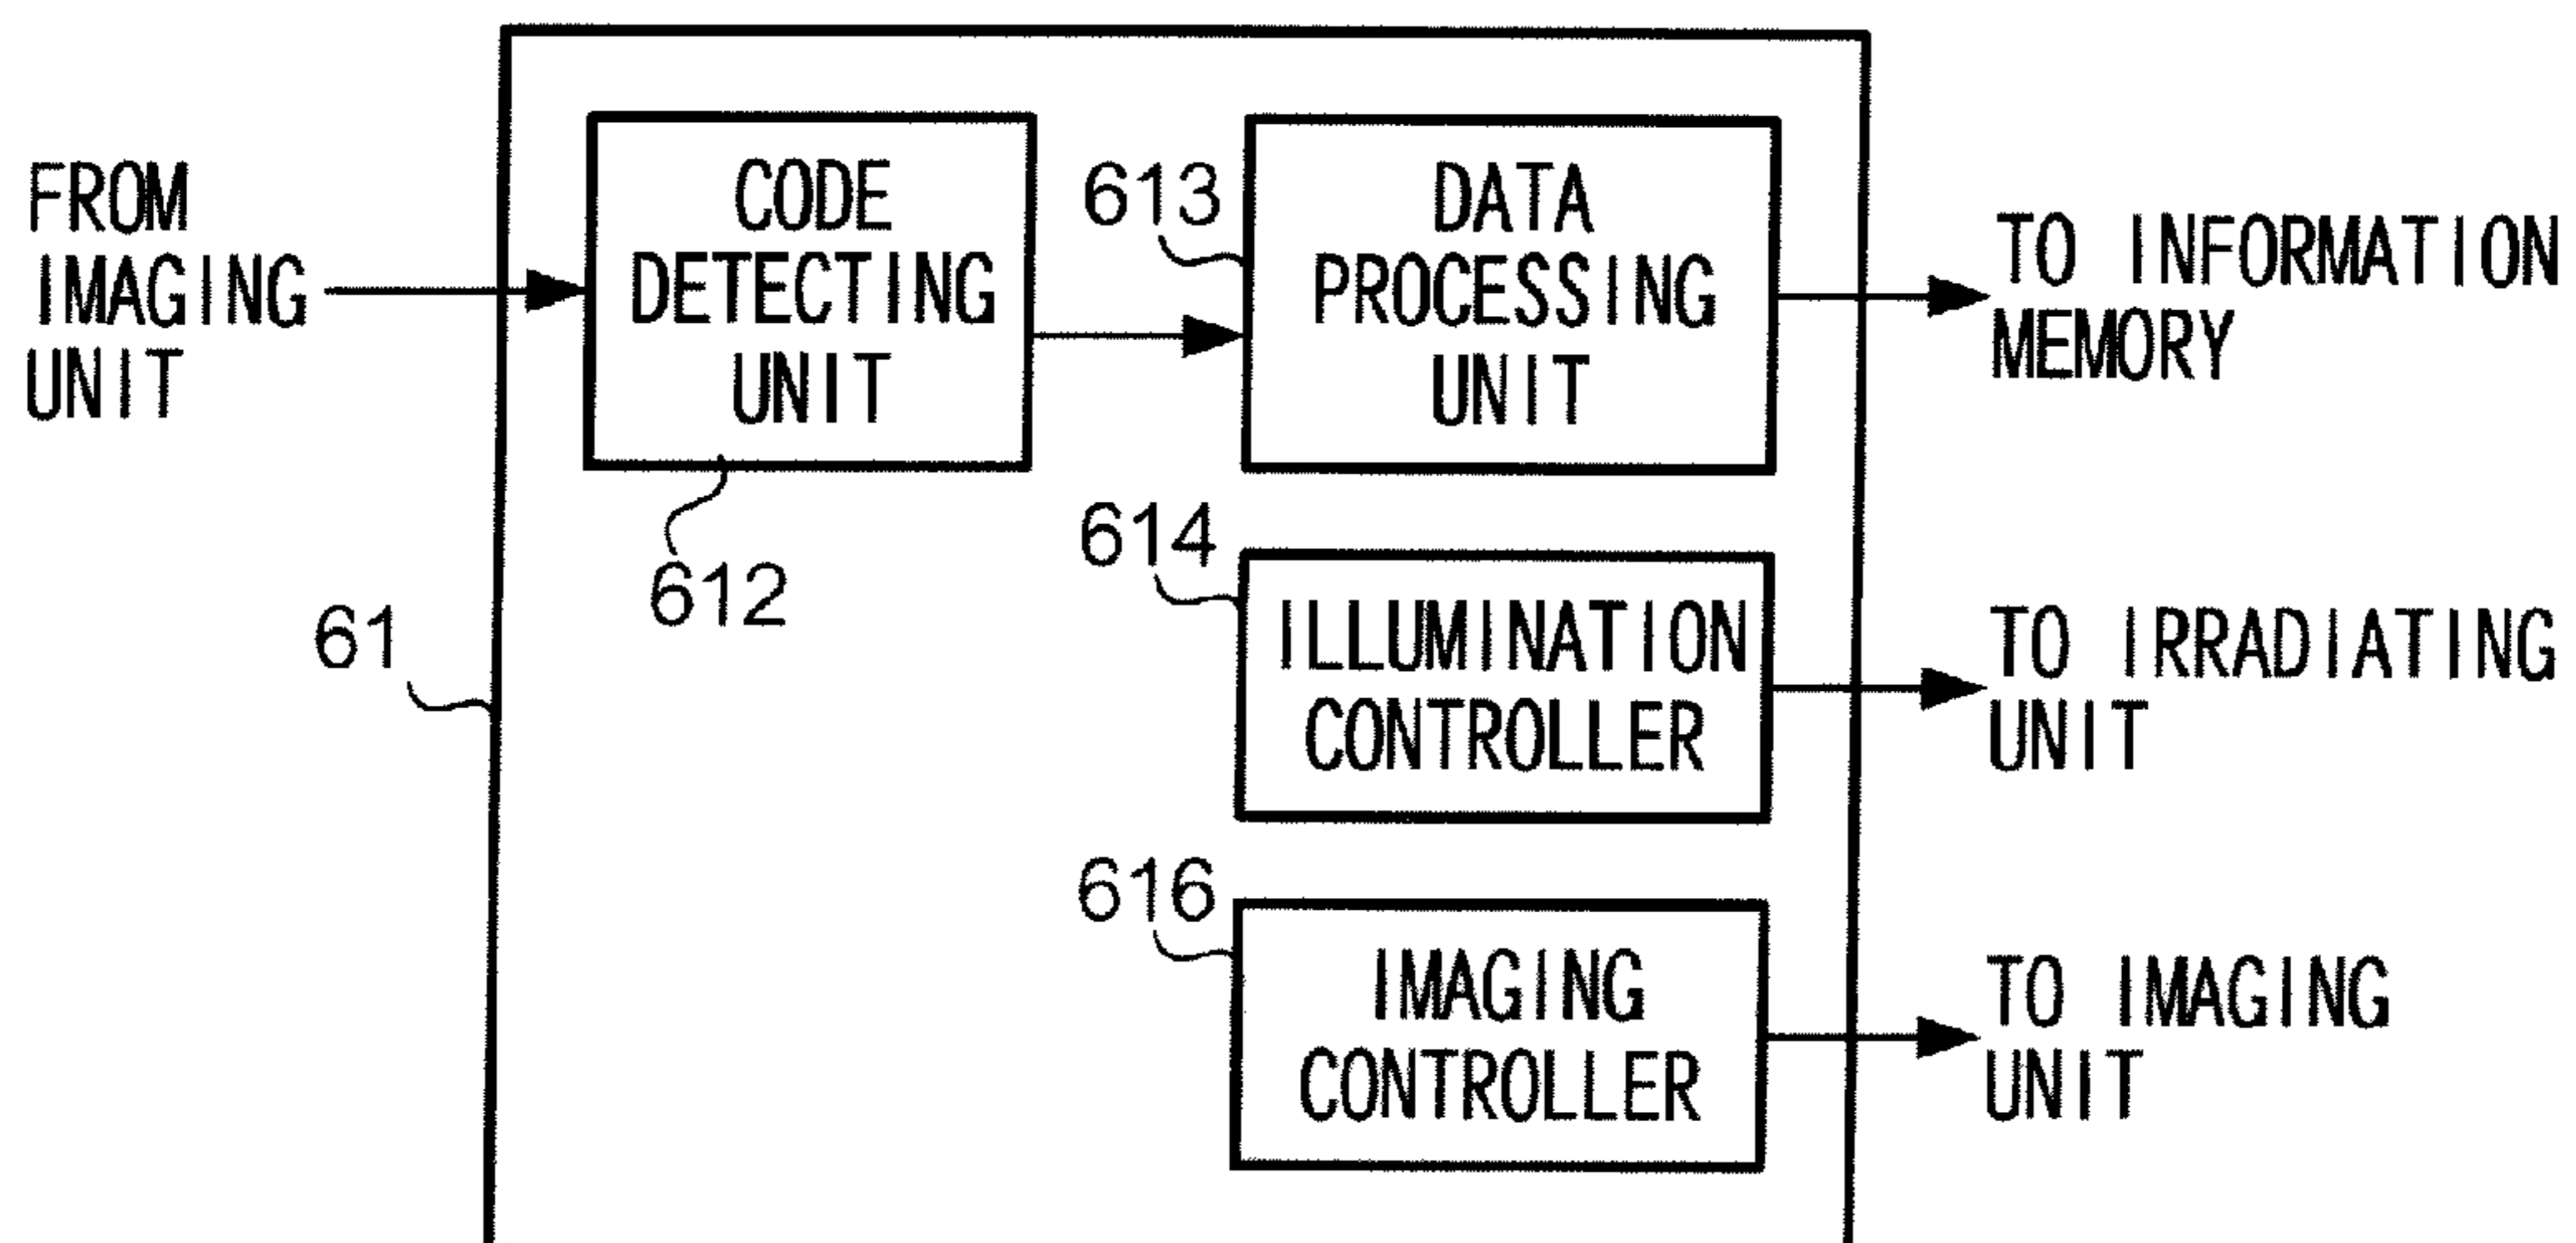 FROM
IMAGING
UNIT
CODE
DETECTING
UNIT
612
613
DATA
PROCESSING
UNIT
TO INFORMATION
MEMORY
61
614
ILLUMINATION
CONTROLLER
TO IRRADIATING
UNIT
616
IMAGING
CONTROLLER
TO IMAGING
UNIT